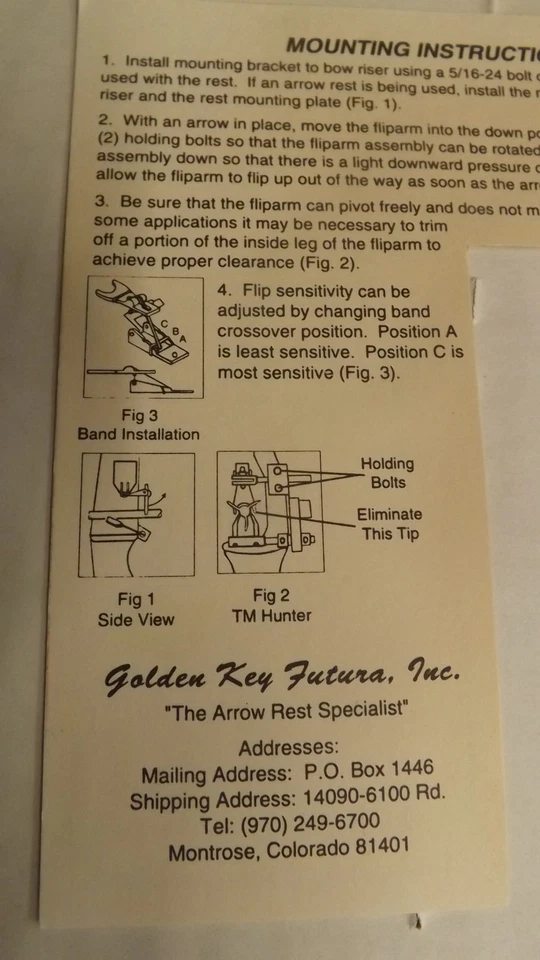 MOUNTING INSTRUCTIO
1. Install mounting bracket to bow riser using a 5/16-24 bolt
used with the rest. If an arrow rest is being used, install the
riser and the rest mounting plate (Fig. 1).
2. With an arrow in place, move the fliparm into the down
(2) holding bolts so that the fliparm assembly can be rotated
assembly down so that there is a light downward pressure
allow the fliparm to flip up out of the way as soon as the
3. Be sure that the fliparm can pivot freely and does not
some applications it may be necessary to trim
off a portion of the inside leg of the fliparm to
achieve proper clearance (Fig. 2).
4. Flip sensitivity can be
adjusted by changing band
crossover position. Position A
is least sensitive. Position C is
most sensitive (Fig. 3).
C
B
A
Fig 3
Band Installation
Holding
Bolts
Eliminate
This Tip
Fig 1
Side View
Fig 2
TM Hunter
Golden Key Futura, Inc.
"The Arrow Rest Specialist"
Addresses:
Mailing Address: P.O. Box 1446
Shipping Address: 14090-6100 Rd.
Tel: (970) 249-6700
Montrose, Colorado 81401